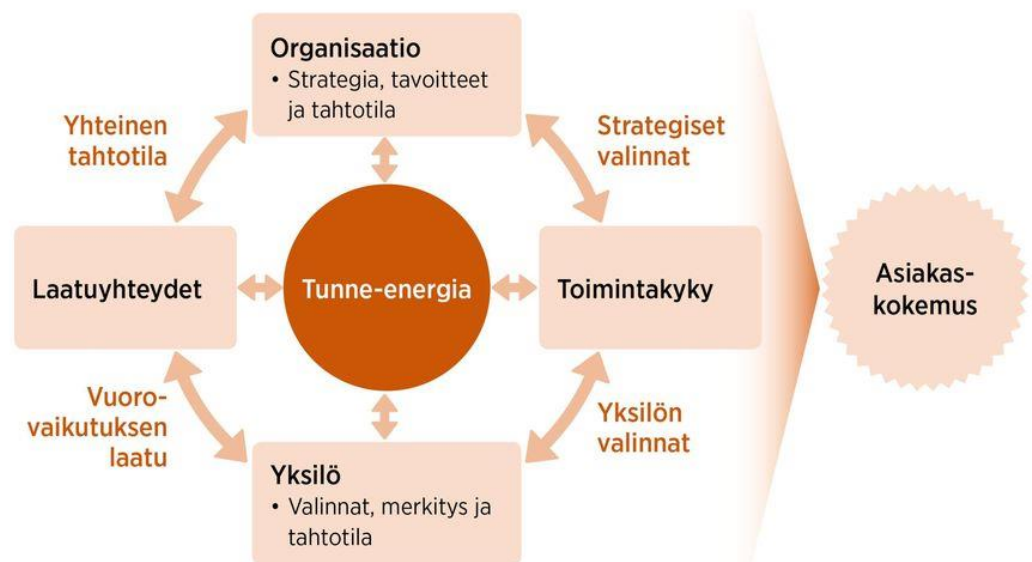 Organisaatio
• Strategia, tavoitteet
ja tahtotila
Yhteinen
tahtotila
Strategiset
valinnat
Laatuyhteydet
Tunne-energia
Toimintakyky
Asiakas-
kokemus
Vuoro-
vaikutuksen
laatu
Yksilön
valinnat
Yksilö
• Valinnat, merkitys ja
tahtotila